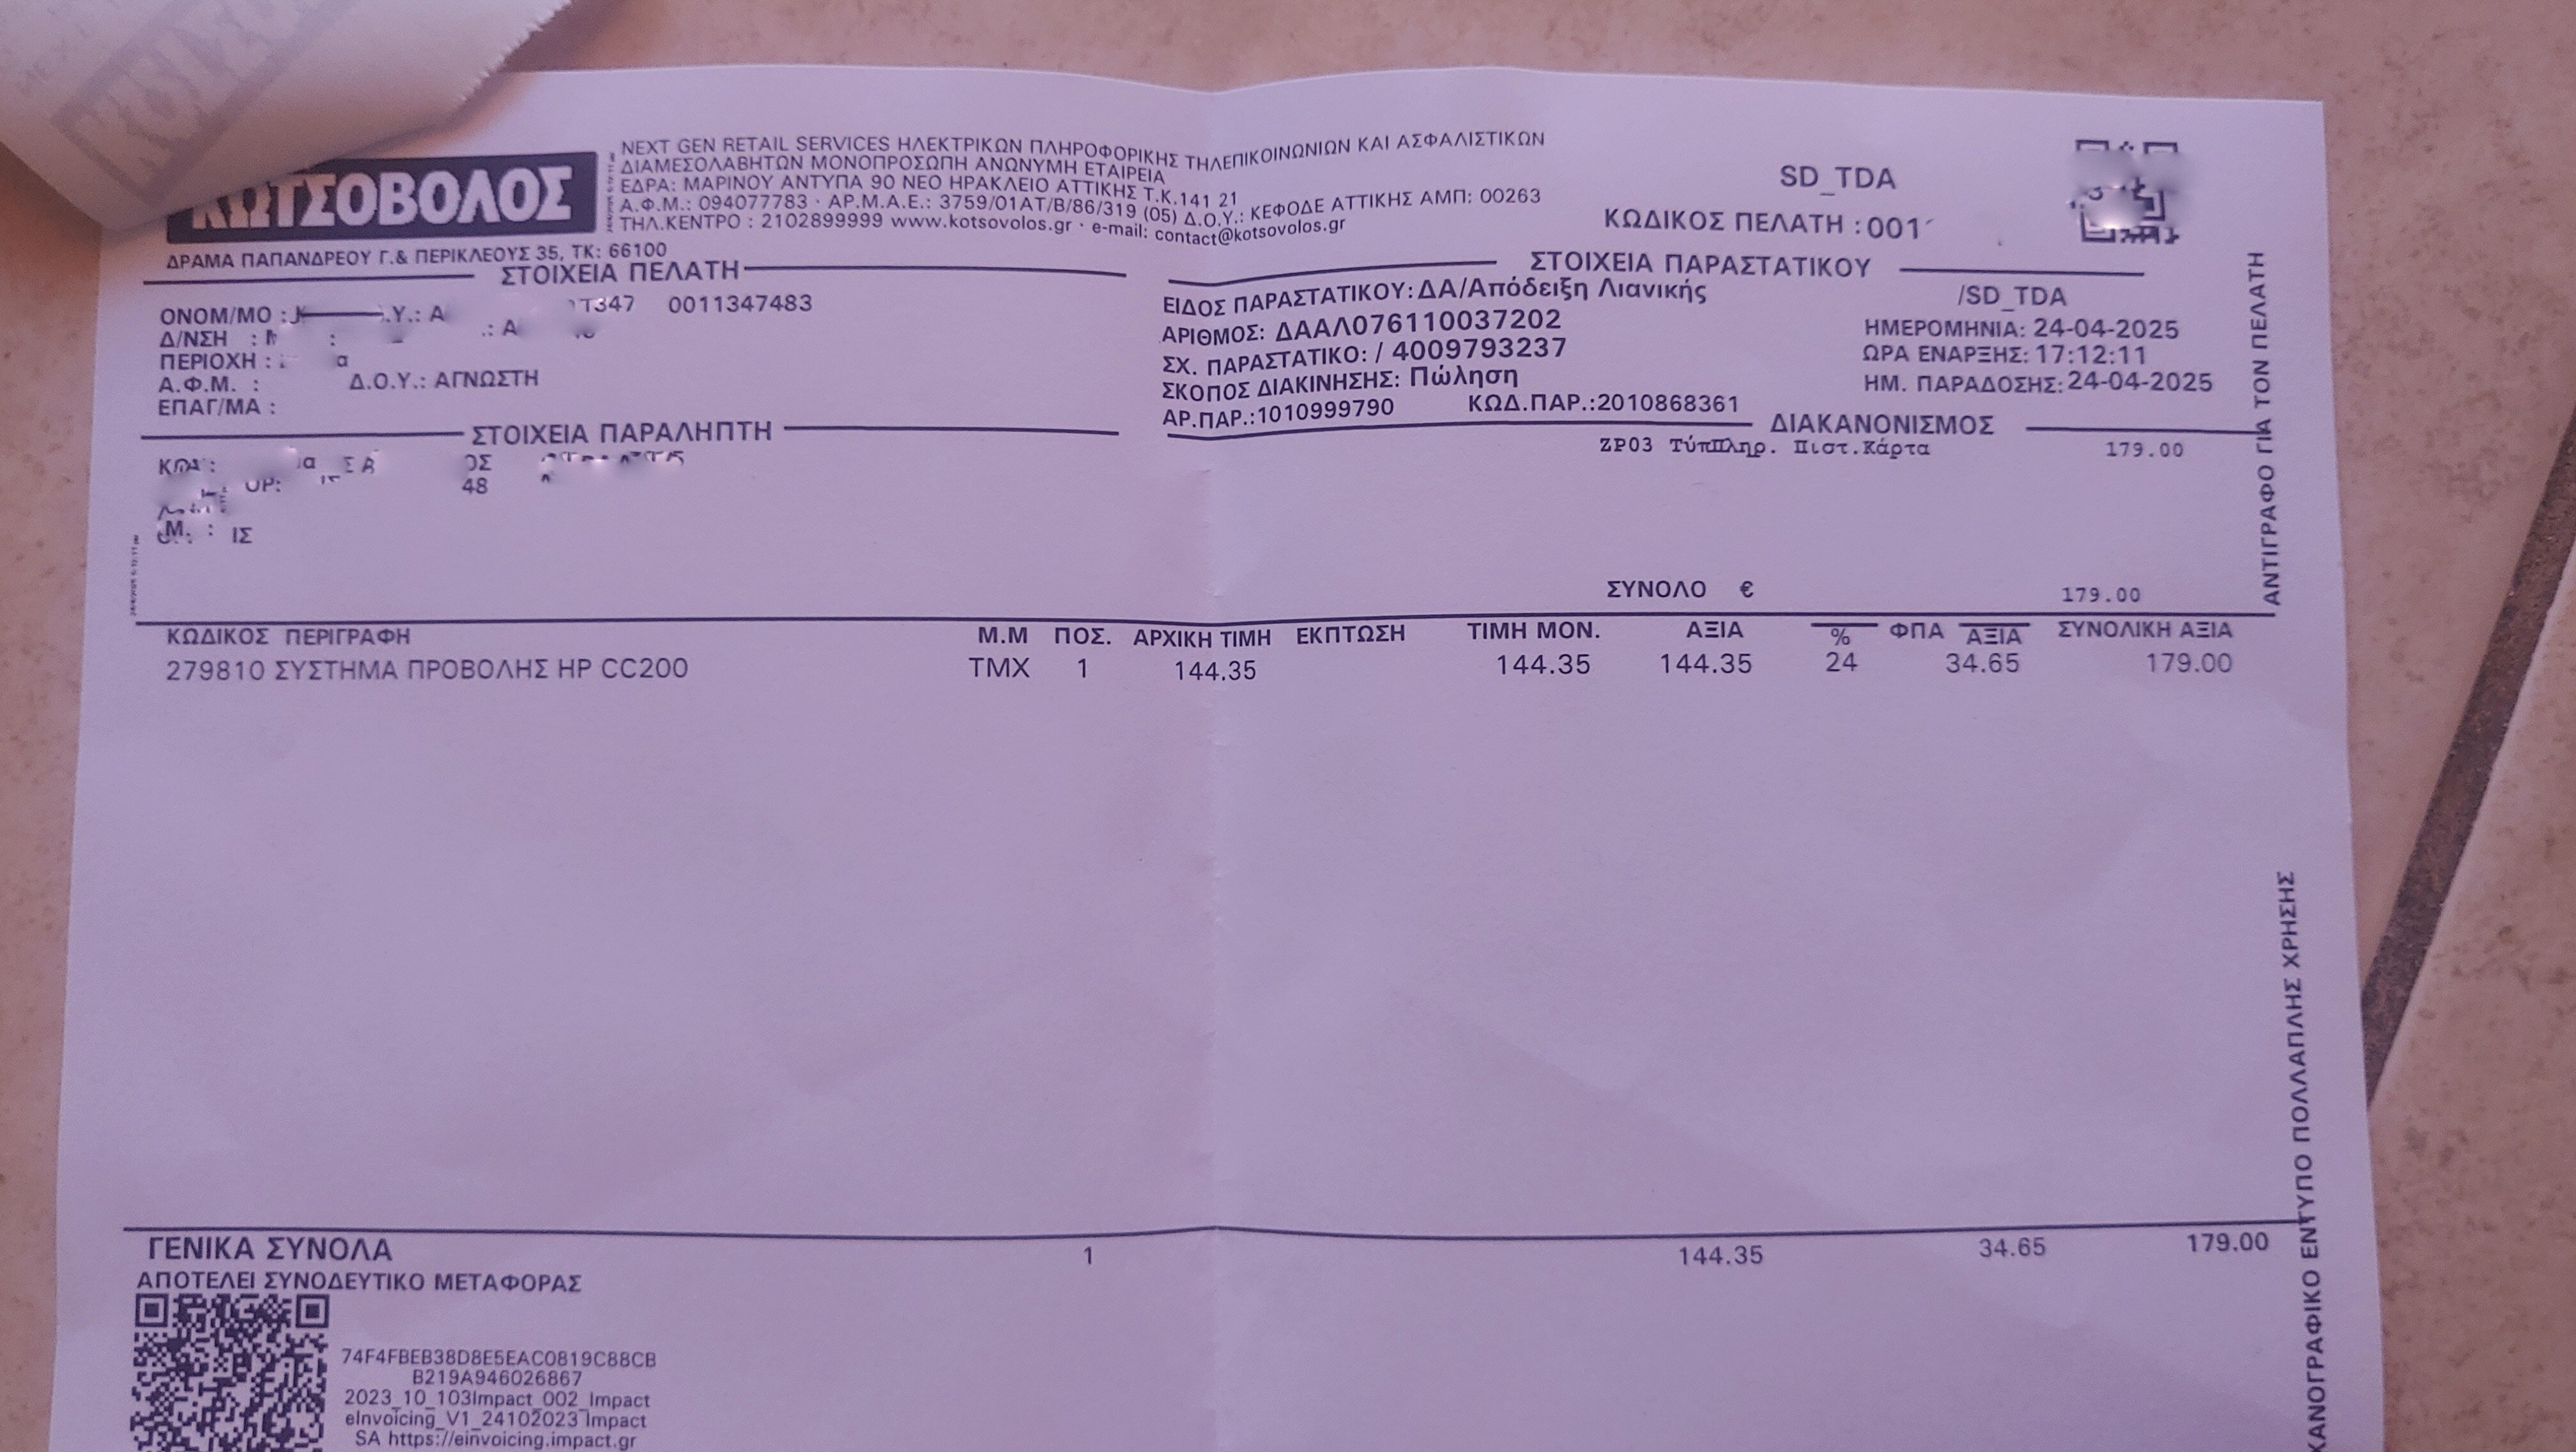 ΚΩΤΣΟΒΟΛΟΣ
NEXT GEN RETAIL SERVICES ΗΛΕΚΤΡΙΚΩΝ ΠΛΗΡΟΦΟΡΙΚΗΣ ΤΗΛΕΠΙΚΟΙΝΩΝΙΩΝ ΚΑΙ ΑΣΦΑΛΙΣΤΙΚΩΝ
ΔΙΑΜΕΣΟΛΑΒΗΤΩΝ ΜΟΝΟΠΡΟΣΩΠΗ ΑΝΩΝΥΜΗ ΕΤΑΙΡΕΙΑ
ΕΔΡΑ: ΜΑΡΙΝΟΥ ΑΝΤΥΠΑ 90 ΝΕΟ ΗΡΑΚΛΕΙΟ ΑΤΤΙΚΗΣ Τ.Κ.141 21
Α.Φ.Μ.: 094077783 · ΑΡ.Μ.Α.Ε.: 3759/01ΑΤ/Β/86/319 (05) Δ.Ο.Υ.: ΚΕΦΟΔΕ ΑΤΤΙΚΗΣ ΑΜΠ: 00263
ΤΗΛ.ΚΕΝΤΡΟ : 2102899999 www.kotsovolos.gr · e-mail: contact@kotsovolos.gr
ΔΡΑΜΑ ΠΑΠΑΝΔΡΕΟΥ Γ.& ΠΕΡΙΚΛΕΟΥΣ 35, ΤΚ: 66100
SD_TDA
ΚΩΔΙΚΟΣ ΠΕΛΑΤΗ : 001
ΣΤΟΙΧΕΙΑ ΠΕΛΑΤΗ
ΟΝΟΜ/ΜΟ : .Υ.: Α 347 0011347483
Δ/ΝΣΗ : .: Α
ΠΕΡΙΟΧΗ : α
Α.Φ.Μ. : Δ.Ο.Υ.: ΑΓΝΩΣΤΗ
ΕΠΑΓ/ΜΑ :
ΣΤΟΙΧΕΙΑ ΠΑΡΑΣΤΑΤΙΚΟΥ
ΕΙΔΟΣ ΠΑΡΑΣΤΑΤΙΚΟΥ: ΔΑ/Απόδειξη Λιανικής /SD_TDA
ΑΡΙΘΜΟΣ: ΔΑΑΛ076110037202 ΗΜΕΡΟΜΗΝΙΑ: 24-04-2025
ΣΧ. ΠΑΡΑΣΤΑΤΙΚΟ: / 4009793237 ΩΡΑ ΕΝΑΡΞΗΣ: 17:12:11
ΣΚΟΠΟΣ ΔΙΑΚΙΝΗΣΗΣ: Πώληση ΗΜ. ΠΑΡΑΔΟΣΗΣ: 24-04-2025
ΑΡ.ΠΑΡ.:1010999790 ΚΩΔ.ΠΑΡ.:2010868361
ΣΤΟΙΧΕΙΑ ΠΑΡΑΛΗΠΤΗ
48
Μ. : ΙΣ
ΔΙΑΚΑΝΟΝΙΣΜΟΣ
ZP03 ΤύπΠληρ. Πιστ.Κάρτα 179.00
ΣΥΝΟΛΟ € 179.00
ΑΝΤΙΓΡΑΦΟ ΓΙΑ ΤΟΝ ΠΕΛΑΤΗ
ΚΩΔΙΚΟΣ ΠΕΡΙΓΡΑΦΗ Μ.Μ ΠΟΣ. ΑΡΧΙΚΗ ΤΙΜΗ ΕΚΠΤΩΣΗ ΤΙΜΗ ΜΟΝ. ΑΞΙΑ % ΦΠΑ ΑΞΙΑ ΣΥΝΟΛΙΚΗ ΑΞΙΑ
279810 ΣΥΣΤΗΜΑ ΠΡΟΒΟΛΗΣ HP CC200 ΤΜΧ 1 144.35 144.35 144.35 24 34.65 179.00
ΓΕΝΙΚΑ ΣΥΝΟΛΑ 1 144.35 34.65 179.00
ΑΠΟΤΕΛΕΙ ΣΥΝΟΔΕΥΤΙΚΟ ΜΕΤΑΦΟΡΑΣ
74F4FBEB38D8E5EAC0819C88CB
B219A946026867
2023_10_103Impact_002_Impact
eInvoicing_V1_24102023 Impact
SA https://einvoicing.impact.gr
ΧΑΝΟΓΡΑΦΙΚΟ ΕΝΤΥΠΟ ΠΟΛΛΑΠΛΗΣ ΧΡΗΣΗΣ